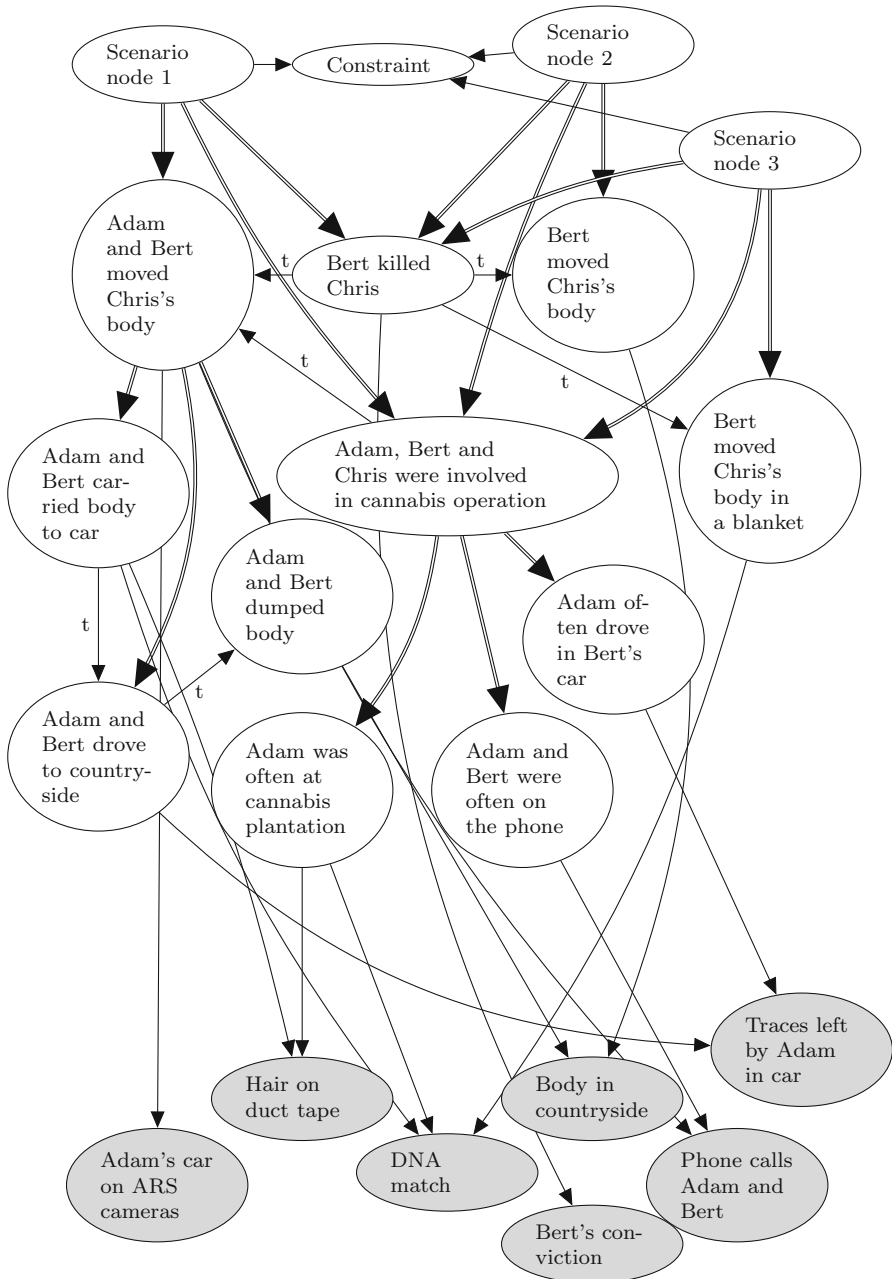 Scenario
node 1
Constraint
Scenario
node 2
Scenario
node 3
Adam
and Bert
moved
Chris's
body
t
Bert killed
Chris
t
Bert
moved
Chris's
body
t
t
Adam and
Bert car-
ried body
to car
Adam, Bert and
Chris were involved
in cannabis operation
Bert
moved
Chris's
body in
a blanket
Adam
and Bert
dumped
body
Adam of-
ten drove
in Bert's
car
t
t
Adam and
Bert drove
to country-
side
Adam was
often at
cannabis
plantation
Adam and
Bert were
often on
the phone
Traces left
by Adam
in car
Hair on
duct tape
Body in
countryside
Adam's car
on ARS
cameras
DNA
match
Phone calls
Adam and
Bert
Bert's con-
viction